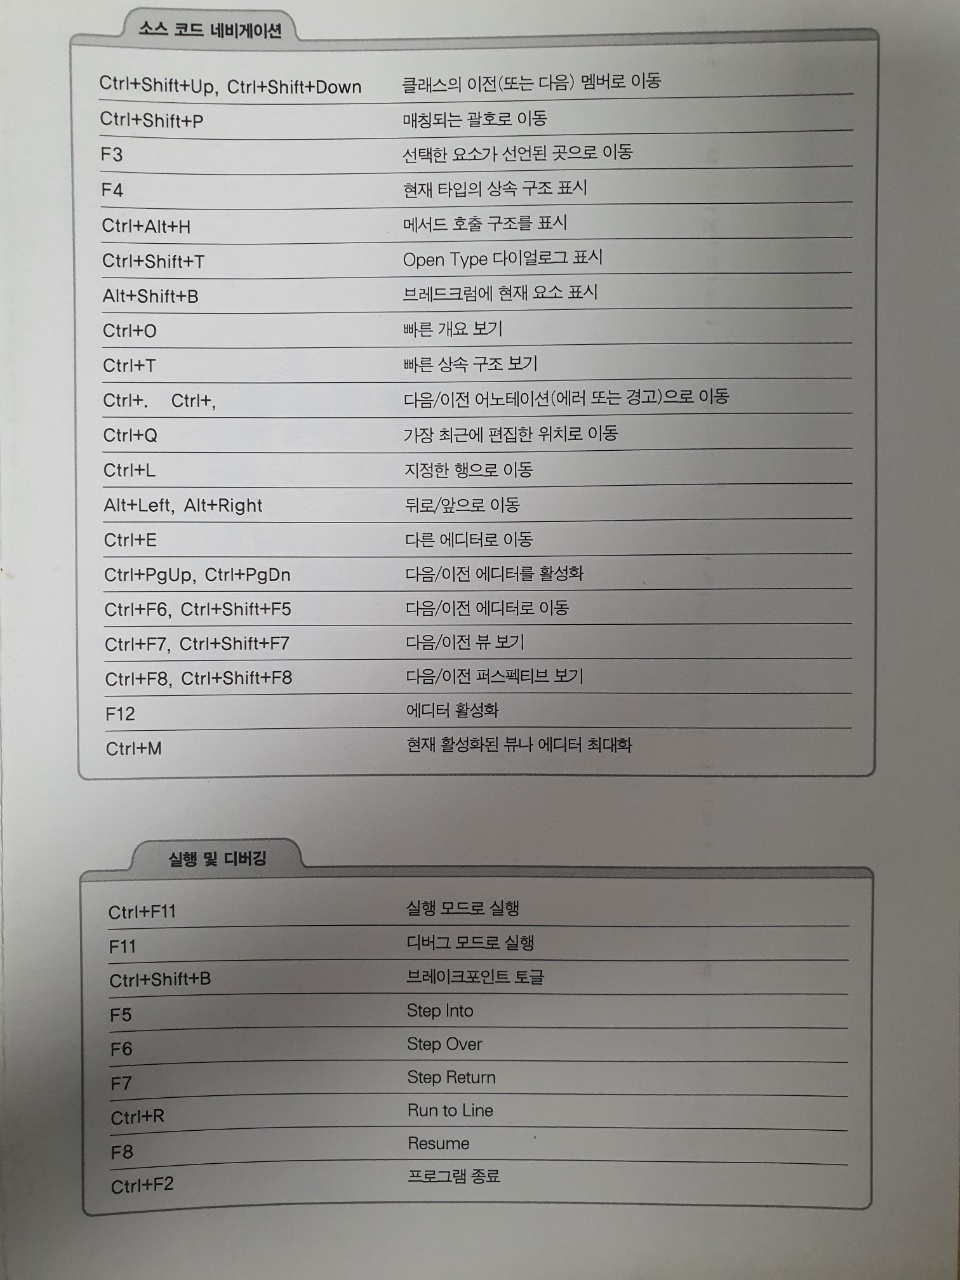 소스 코드 네비게이션
Ctrl+Shift+Up, Ctrl+Shift+Down 클래스의 이전(또는 다음) 멤버로 이동
Ctrl+Shift+P 매칭되는 괄호로 이동
F3 선택한 요소가 선언된 곳으로 이동
F4 현재 타입의 상속 구조 표시
Ctrl+Alt+H 메서드 호출 구조를 표시
Ctrl+Shift+T Open Type 다이얼로그 표시
Alt+Shift+B 브레드크럼에 현재 요소 표시
Ctrl+O 빠른 개요 보기
Ctrl+T 빠른 상속 구조 보기
Ctrl+. Ctrl+, 다음/이전 어노테이션(에러 또는 경고)으로 이동
Ctrl+Q 가장 최근에 편집한 위치로 이동
Ctrl+L 지정한 행으로 이동
Alt+Left, Alt+Right 뒤로/앞으로 이동
Ctrl+E 다른 에디터로 이동
Ctrl+PgUp, Ctrl+PgDn 다음/이전 에디터를 활성화
Ctrl+F6, Ctrl+Shift+F5 다음/이전 에디터로 이동
Ctrl+F7, Ctrl+Shift+F7 다음/이전 뷰 보기
Ctrl+F8, Ctrl+Shift+F8 다음/이전 퍼스펙티브 보기
F12 에디터 활성화
Ctrl+M 현재 활성화된 뷰나 에디터 최대화
실행 및 디버깅
Ctrl+F11 실행 모드로 실행
F11 디버그 모드로 실행
Ctrl+Shift+B 브레이크포인트 토글
F5 Step Into
F6 Step Over
F7 Step Return
Ctrl+R Run to Line
F8 Resume
Ctrl+F2 프로그램 종료